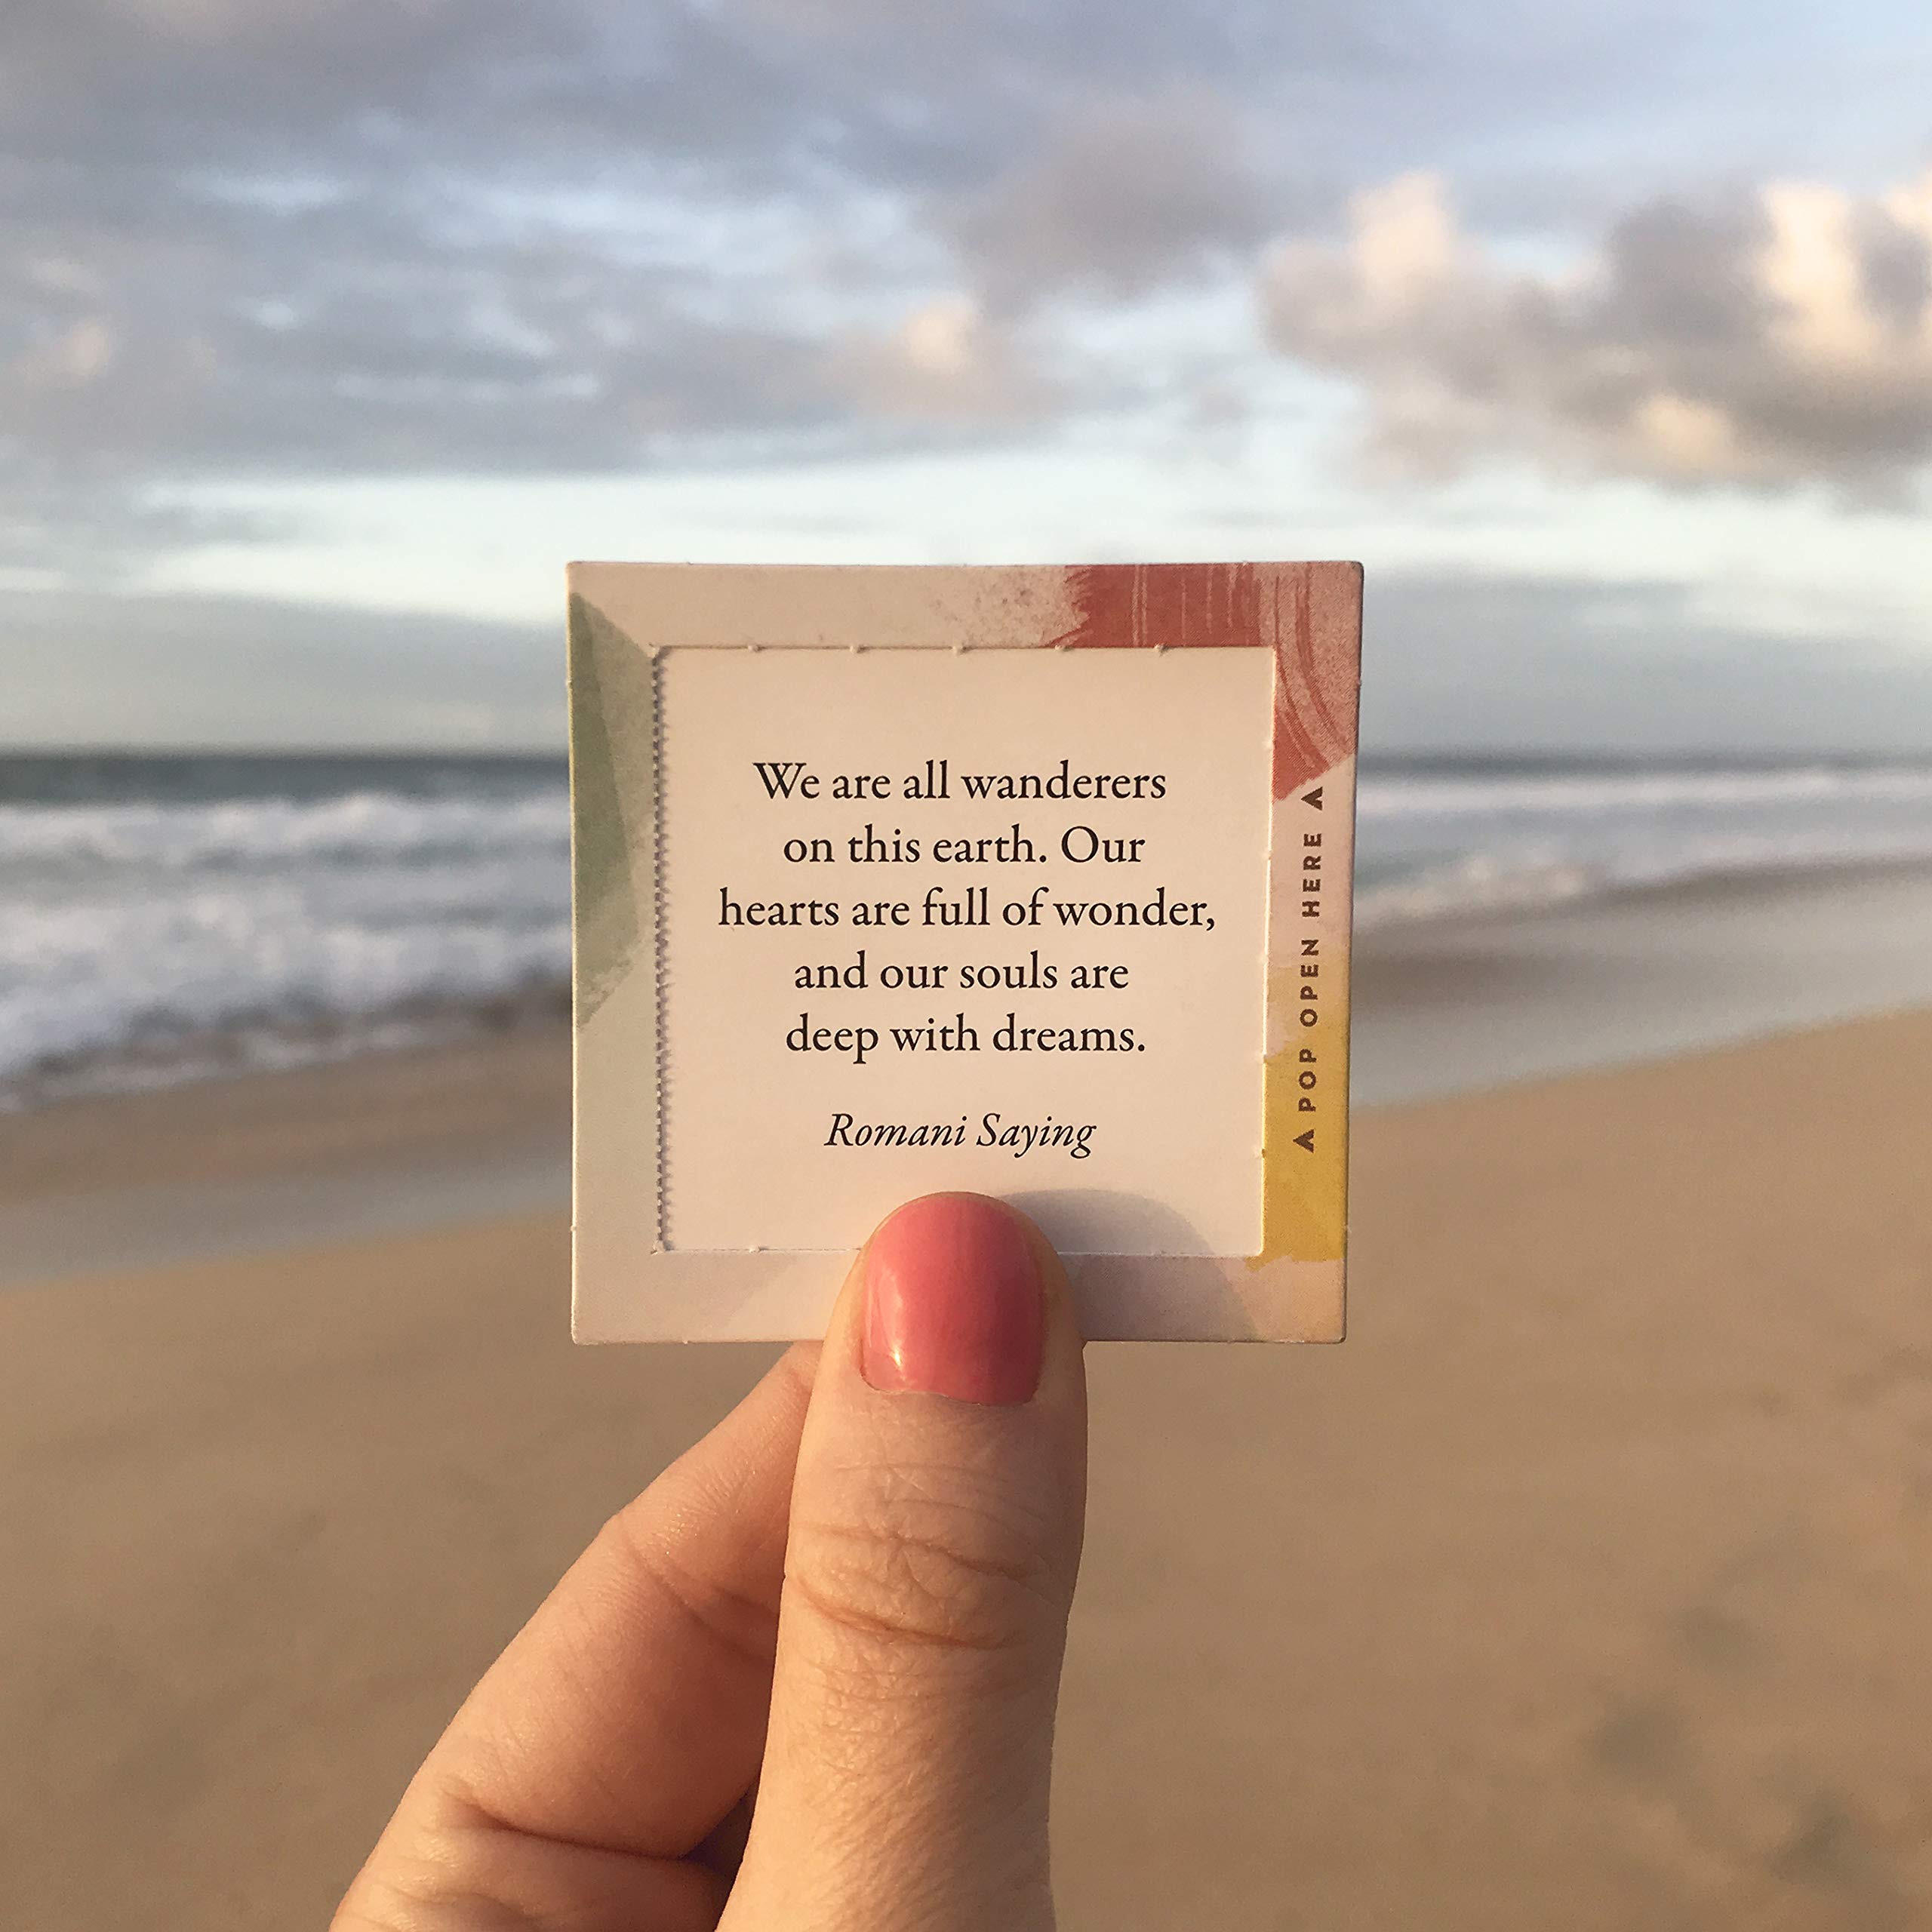 We are all wanderers
on this earth. Our
hearts are full of wonder,
and our souls are
deep with dreams.
Romani Saying
POP OPEN HERE